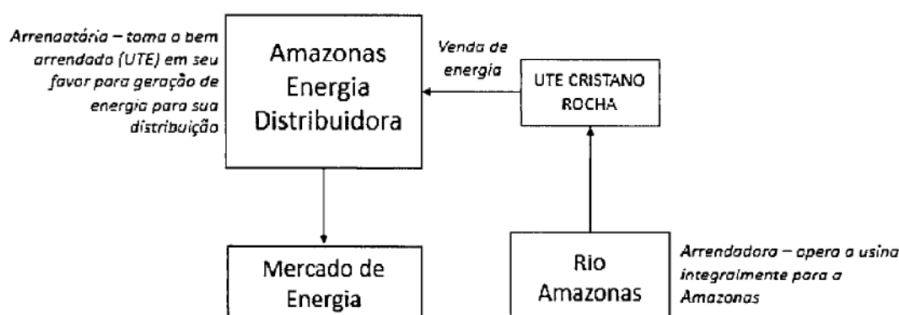 Arrendatária – toma o bem
arrendado (UTE) em seu
favor para geração de
energia para sua
distribuição
Amazonas
Energia
Distribuidora
Venda de
energia
UTE CRISTANO
ROCHA
Mercado de
Energia
Rio
Amazonas
Arrendadora – opera a usina
integralmente para a
Amazonas